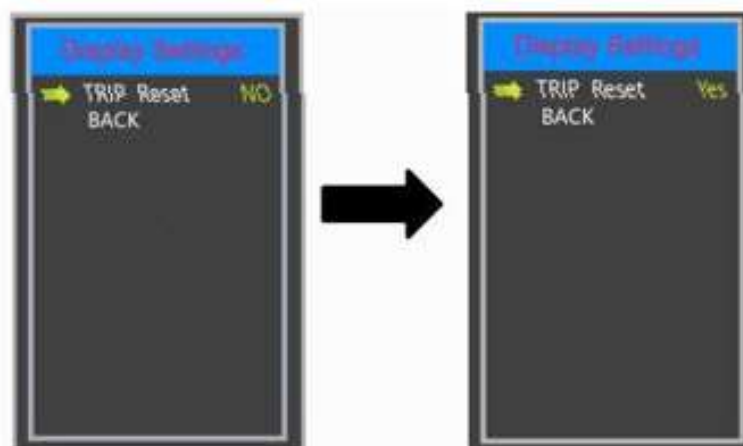 Display Settings
TRIP Reset NO
BACK
Display Settings
TRIP Reset Yes
BACK